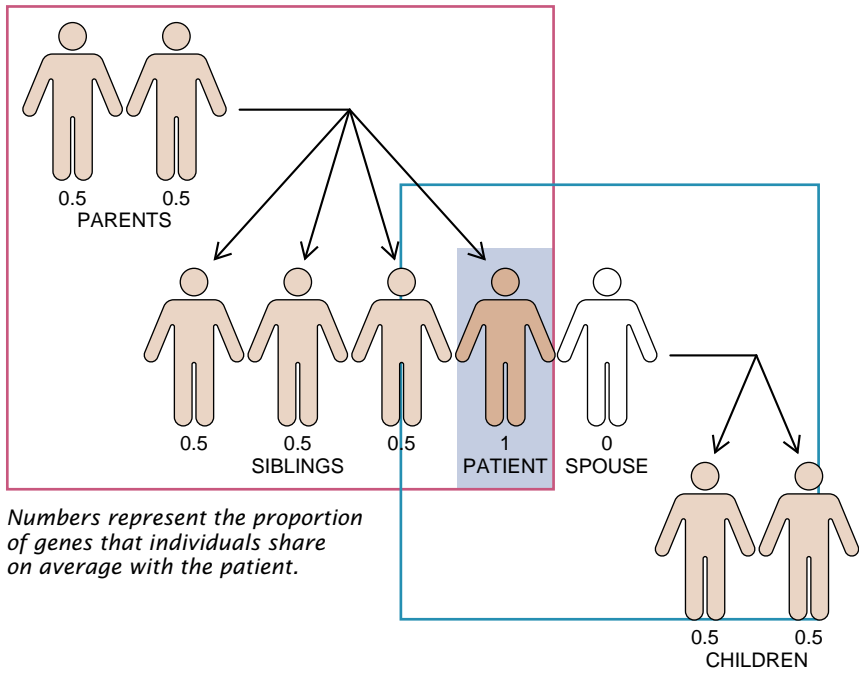 0.5 0.5
PARENTS
0.5 0.5 0.5 1 0
SIBLINGS PATIENT SPOUSE
Numbers represent the proportion
of genes that individuals share
on average with the patient.
0.5 0.5
CHILDREN